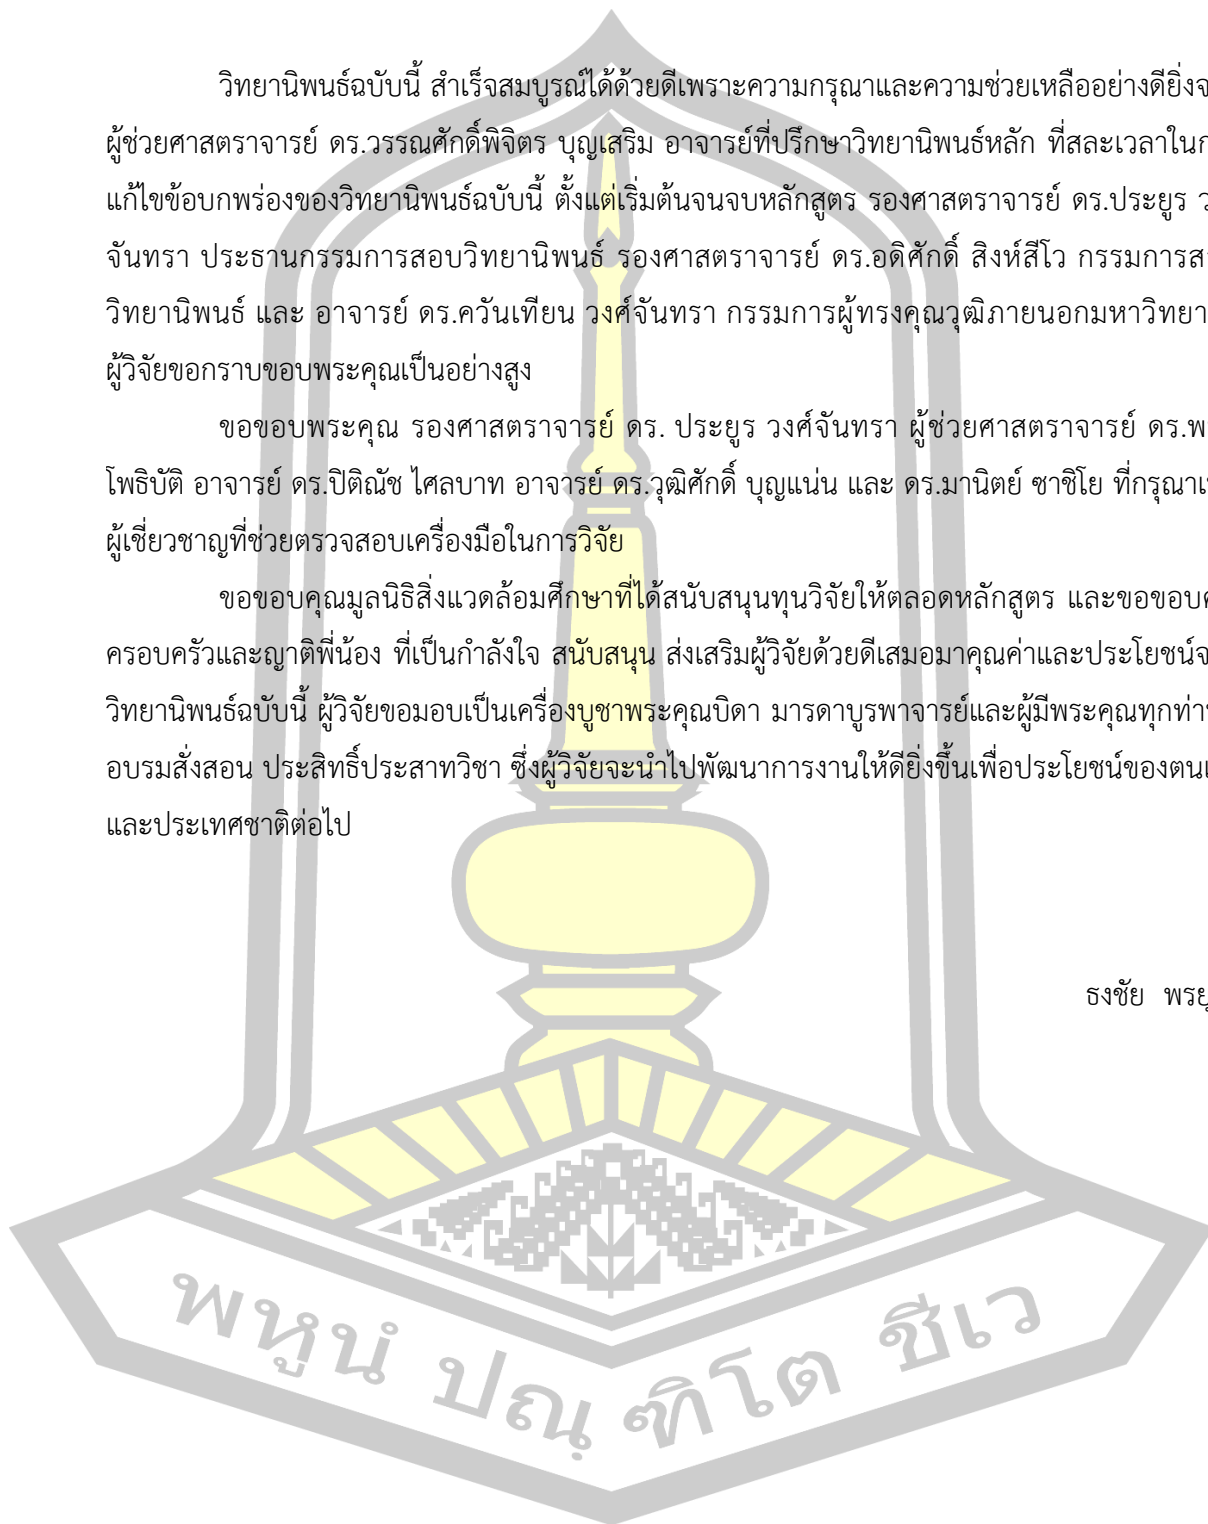 วิทยานิพนธ์ฉบับนี้ สำเร็จสมบูรณ์ได้ด้วยดีเพราะความกรุณาและความช่วยเหลืออย่างดียิ่ง
ผู้ช่วยศาสตราจารย์ ดร.วรรณศักดิ์พิจิตร บุญเสริม อาจารย์ที่ปรึกษาวิทยานิพนธ์หลัก ที่สละเวลาใน
แก้ไขข้อบกพร่องของวิทยานิพนธ์ฉบับนี้ ตั้งแต่เริ่มต้นจนจบหลักสูตร รองศาสตราจารย์ ดร.ประยูร
จันทรา ประธานกรรมการสอบวิทยานิพนธ์ รองศาสตราจารย์ ดร.อดิศักดิ์ สิงห์สีโว กรรมการ
วิทยานิพนธ์ และ อาจารย์ ดร.ควันเทียน วงศ์จันทรา กรรมการผู้ทรงคุณวุฒิภายนอกมหาวิทยา
ผู้วิจัยขอกราบขอบพระคุณเป็นอย่างสูง
ขอขอบพระคุณ รองศาสตราจารย์ ดร. ประยูร วงศ์จันทรา ผู้ช่วยศาสตราจารย์ ดร.
โพธิบัติ อาจารย์ ดร.ปิติณัช ไศลบาท อาจารย์ ดร.วุฒิศักดิ์ บุญแน่น และ ดร.มานิตย์ ซาชิโย ที่กรุณา
ผู้เชี่ยวชาญที่ช่วยตรวจสอบเครื่องมือในการวิจัย
ขอขอบคุณมูลนิธิสิ่งแวดล้อมศึกษาที่ได้สนับสนุนทุนวิจัยให้ตลอดหลักสูตร และขอขอบ
ครอบครัวและญาติพี่น้อง ที่เป็นกำลังใจ สนับสนุน ส่งเสริมผู้วิจัยด้วยดีเสมอมาคุณค่าและประโยชน์
วิทยานิพนธ์ฉบับนี้ ผู้วิจัยขอมอบเป็นเครื่องบูชาพระคุณบิดา มารดาบูรพาจารย์และผู้มีพระคุณทุกท่าน
อบรมสั่งสอน ประสิทธิ์ประสาทวิชา ซึ่งผู้วิจัยจะนำไปพัฒนาการงานให้ดียิ่งขึ้นเพื่อประโยชน์ของ
และประเทศชาติต่อไป
ธงชัย
พหูนํ ปณฺฑิโต ชีเว